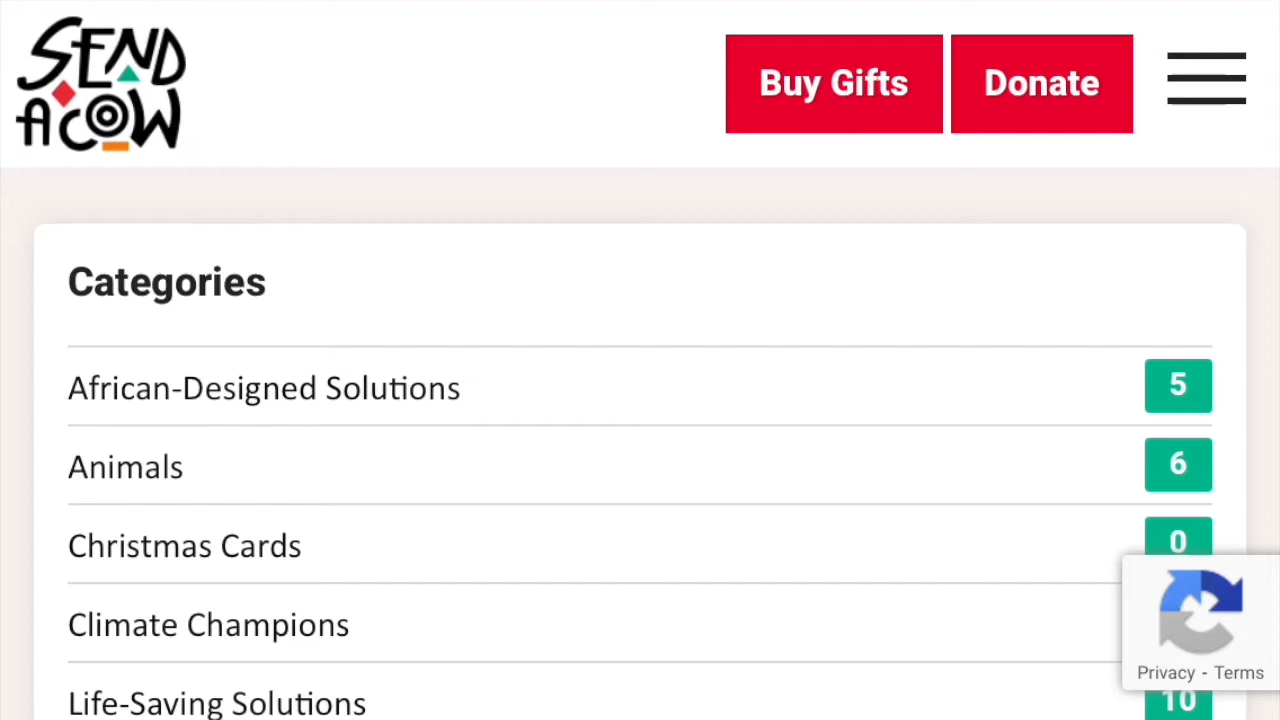 SEND
A COW
Buy Gifts
Donate
Categories
African-Designed Solutions 5
Animals 6
Christmas Cards 0
Climate Champions
Life-Saving Solutions 10
Privacy - Terms